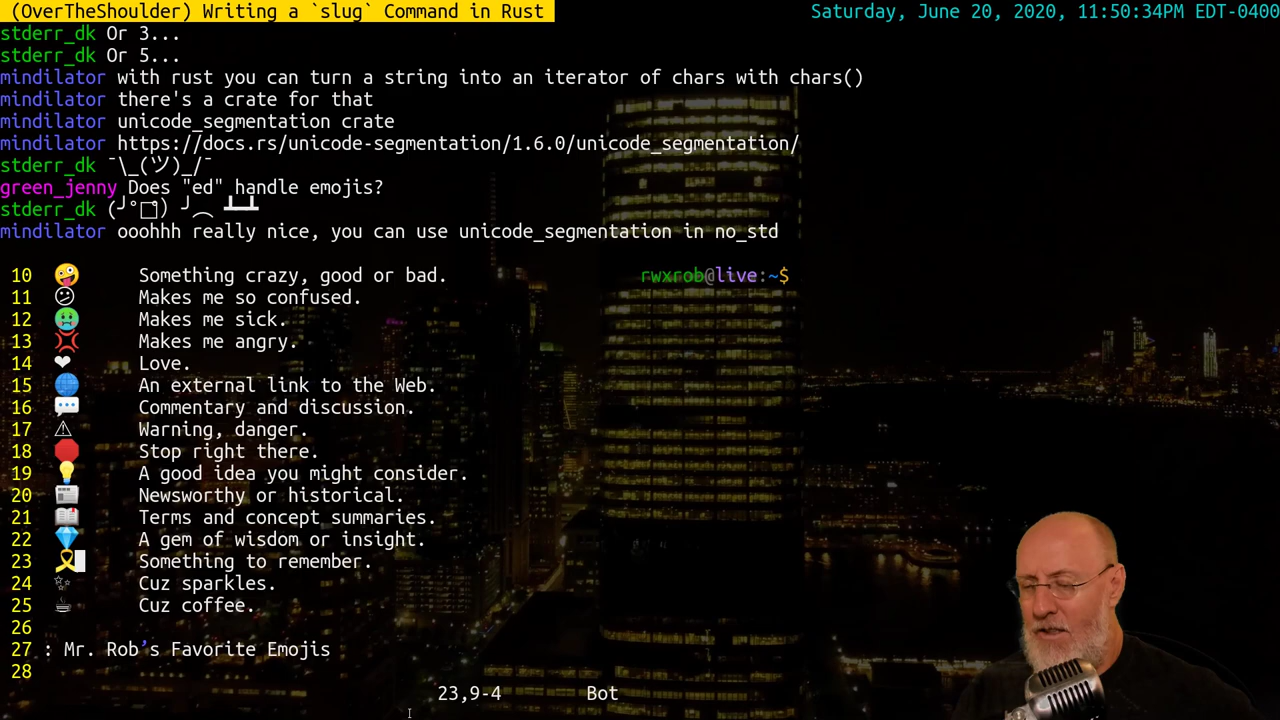 (OverTheShoulder) Writing a `slug` Command in Rust
Saturday, June 20, 2020, 11:50:34PM EDT-0400
stderr_dk Or 3...
stderr_dk Or 5...
mindilator with rust you can turn a string into an iterator of chars with chars()
mindilator there's a crate for that
mindilator unicode_segmentation crate
mindilator https://docs.rs/unicode-segmentation/1.6.0/unicode_segmentation/
stderr_dk ¯\_(ツ)_/¯
green_jenny Does "ed" handle emojis?
stderr_dk (╯°□°）╯︵ ┻━┻
mindilator ooohhh really nice, you can use unicode_segmentation in no_std
10 🤪 Something crazy, good or bad.
rwxrob@live:~$
11 😕 Makes me so confused.
12 🤢 Makes me sick.
13 💢 Makes me angry.
14 ❤ Love.
15 🌐 An external link to the Web.
16 💬 Commentary and discussion.
17 ⚠ Warning, danger.
18 🛑 Stop right there.
19 💡 A good idea you might consider.
20 📰 Newsworthy or historical.
21 📖 Terms and concept summaries.
22 💎 A gem of wisdom or insight.
23 🎗 Something to remember.
24 ✨ Cuz sparkles.
25 ☕ Cuz coffee.
26
27 : Mr. Rob’s Favorite Emojis
28
23,9-4 Bot